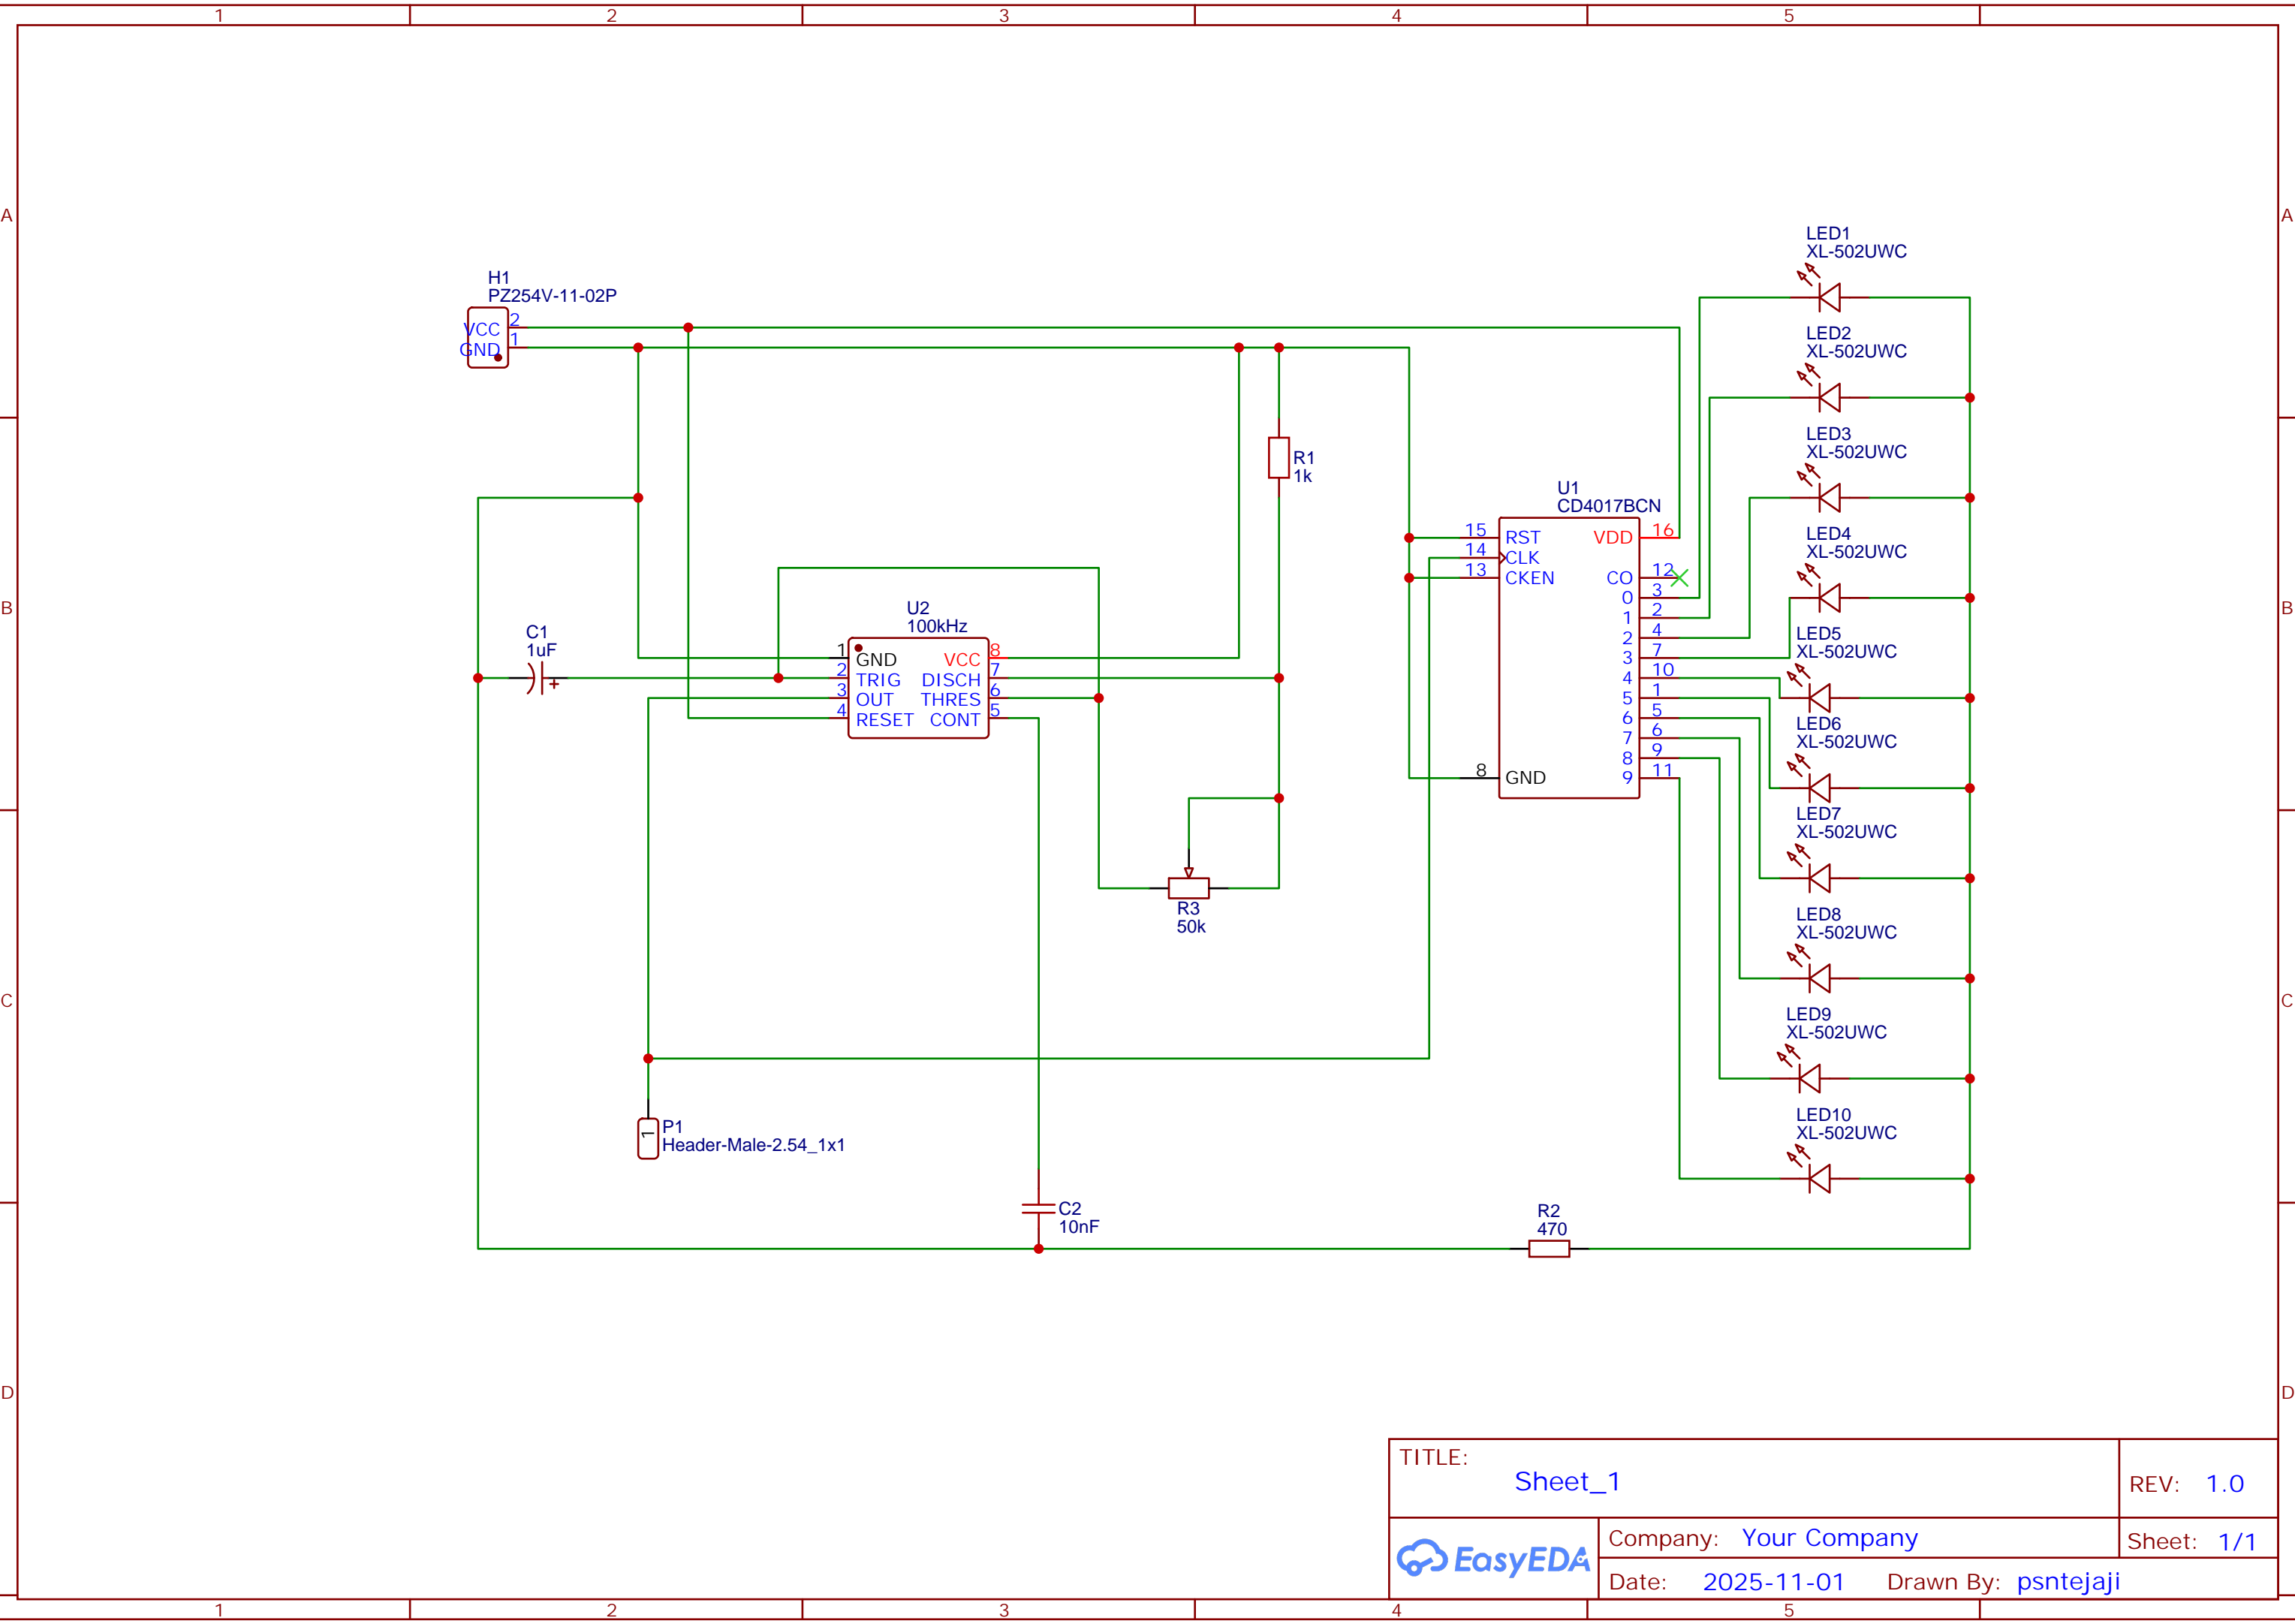 1 2 3 4 5
A A
B B
C C
D D
H1
PZ254V-11-02P
VCC 2
GND 1
R1
1k
C1
1uF
U2
100kHz
1 GND VCC 8
2 TRIG DISCH 7
3 OUT THRES 6
4 RESET CONT 5
R3
50k
P1
Header-Male-2.54_1x1
1
C2
10nF
R2
470
U1
CD4017BCN
15 RST VDD 16
14 CLK
13 CKEN CO 12
0 3
1 2
2 4
3 7
4 10
5 1
6 5
7 6
8 9
8 GND 9 11
LED1
XL-502UWC
LED2
XL-502UWC
LED3
XL-502UWC
LED4
XL-502UWC
LED5
XL-502UWC
LED6
XL-502UWC
LED7
XL-502UWC
LED8
XL-502UWC
LED9
XL-502UWC
LED10
XL-502UWC
TITLE:
Sheet_1
REV: 1.0
EasyEDA
Company: Your Company
Sheet: 1/1
Date: 2025-11-01 Drawn By: psntejaji
1 2 3 4 5